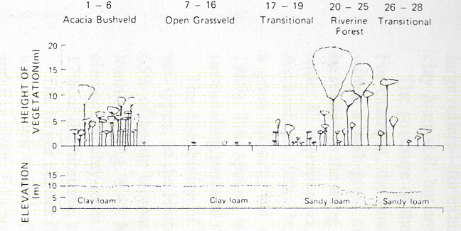 1 – 6 7 – 16 17 – 19 20 – 25 26 – 28
Acacia Bushveld Open Grassveld Transitional Riverine Forest Transitional
HEIGHT OF VEGETATION(m)
20
15
10
5
0
ELEVATION (m)
15
10
5
0
Clay loam Clay loam Sandy loam Sandy loam